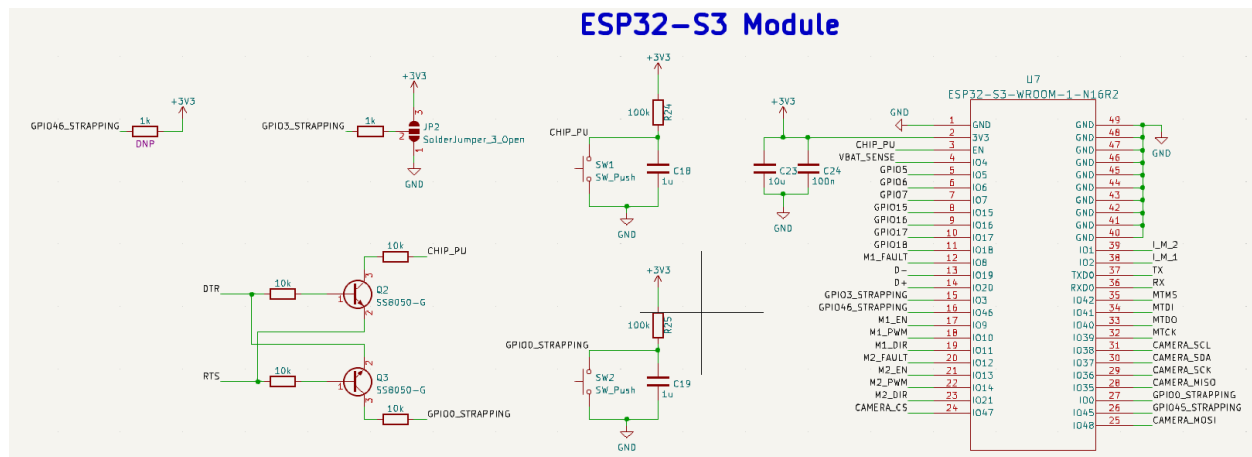 ESP32-S3 Module
+3V3
GPIO46_STRAPPING
1k
DNP
+3V3
GPIO3_STRAPPING
1k
3
2
1
JP2
SolderJumper_3_Open
GND
+3V3
100k
R24
CHIP_PU
SW1
SW_Push
C18
1u
GND
+3V3
C23
10u
C24
100n
GND
U7
ESP32-S3-WROOM-1-N16R2
GND
1 GND
2 3V3
CHIP_PU 3 EN
VBAT_SENSE 4 IO4
GPIO5 5 IO5
GPIO6 6 IO6
GPIO7 7 IO7
GPIO15 8 IO15
GPIO16 9 IO16
GPIO17 10 IO17
GPIO18 11 IO18
M1_FAULT 12 IO8
D- 13 IO19
D+ 14 IO20
GPIO3_STRAPPING 15 IO3
GPIO46_STRAPPING 16 IO46
M1_EN 17 IO9
M1_PWM 18 IO10
M1_DIR 19 IO11
M2_FAULT 20 IO12
M2_EN 21 IO13
M2_PWM 22 IO14
M2_DIR 23 IO21
CAMERA_CS 24 IO47
GND 49
GND 48
GND 47
GND 46
GND 45
GND 44
GND 43
GND 42
GND 41
GND 40
GND
IO1 39 I_M_2
IO2 38 I_M_1
TXD0 37 TX
RXD0 36 RX
IO42 35 MTMS
IO41 34 MTDI
IO40 33 MTDO
IO39 32 MTCK
IO38 31 CAMERA_SCL
IO37 30 CAMERA_SDA
IO36 29 CAMERA_SCK
IO35 28 CAMERA_MISO
IO0 27 GPIO0_STRAPPING
IO45 26 GPIO45_STRAPPING
IO48 25 CAMERA_MOSI
10k
CHIP_PU
DTR
10k
1
3
2
Q2
SS8050-G
RTS
10k
1
2
3
Q3
SS8050-G
10k
GPIO0_STRAPPING
+3V3
100k
R25
GPIO0_STRAPPING
SW2
SW_Push
C19
1u
GND